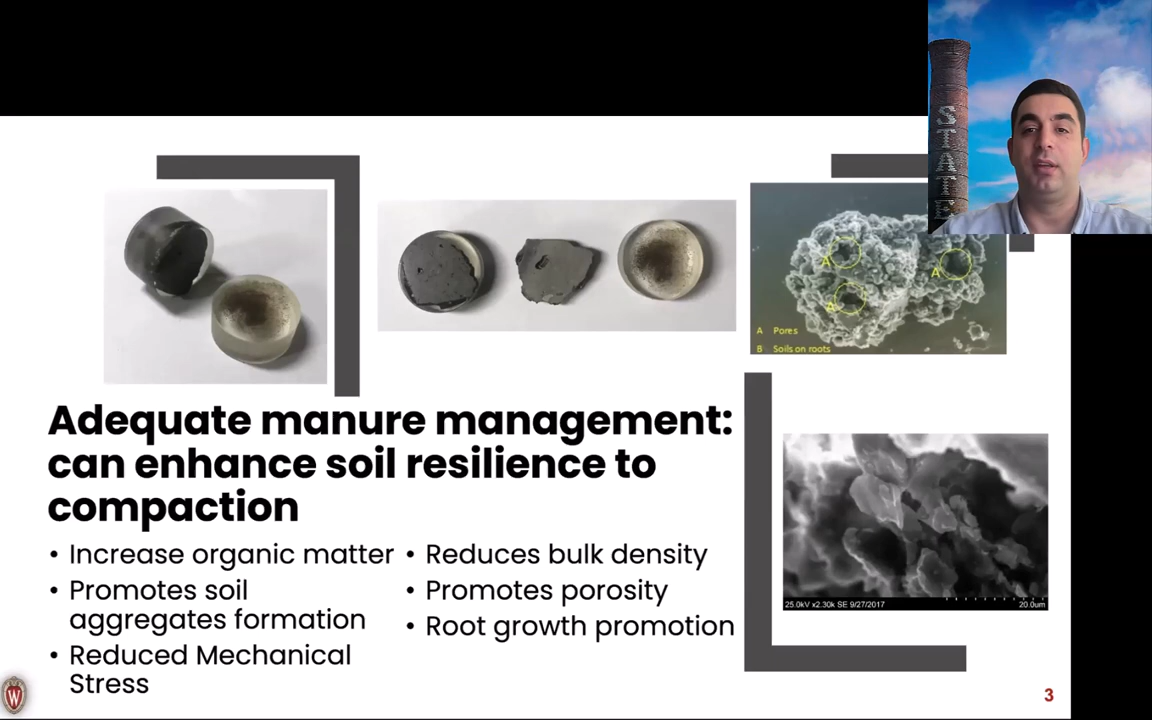 STATE
A
A
A
A Pores
B Soils on roots
Adequate manure management:
can enhance soil resilience to
compaction
• Increase organic matter
• Promotes soil
aggregates formation
• Reduced Mechanical
Stress
• Reduces bulk density
• Promotes porosity
• Root growth promotion
25.0kV x2.30k SE 9/27/2017 20.0um
W
3